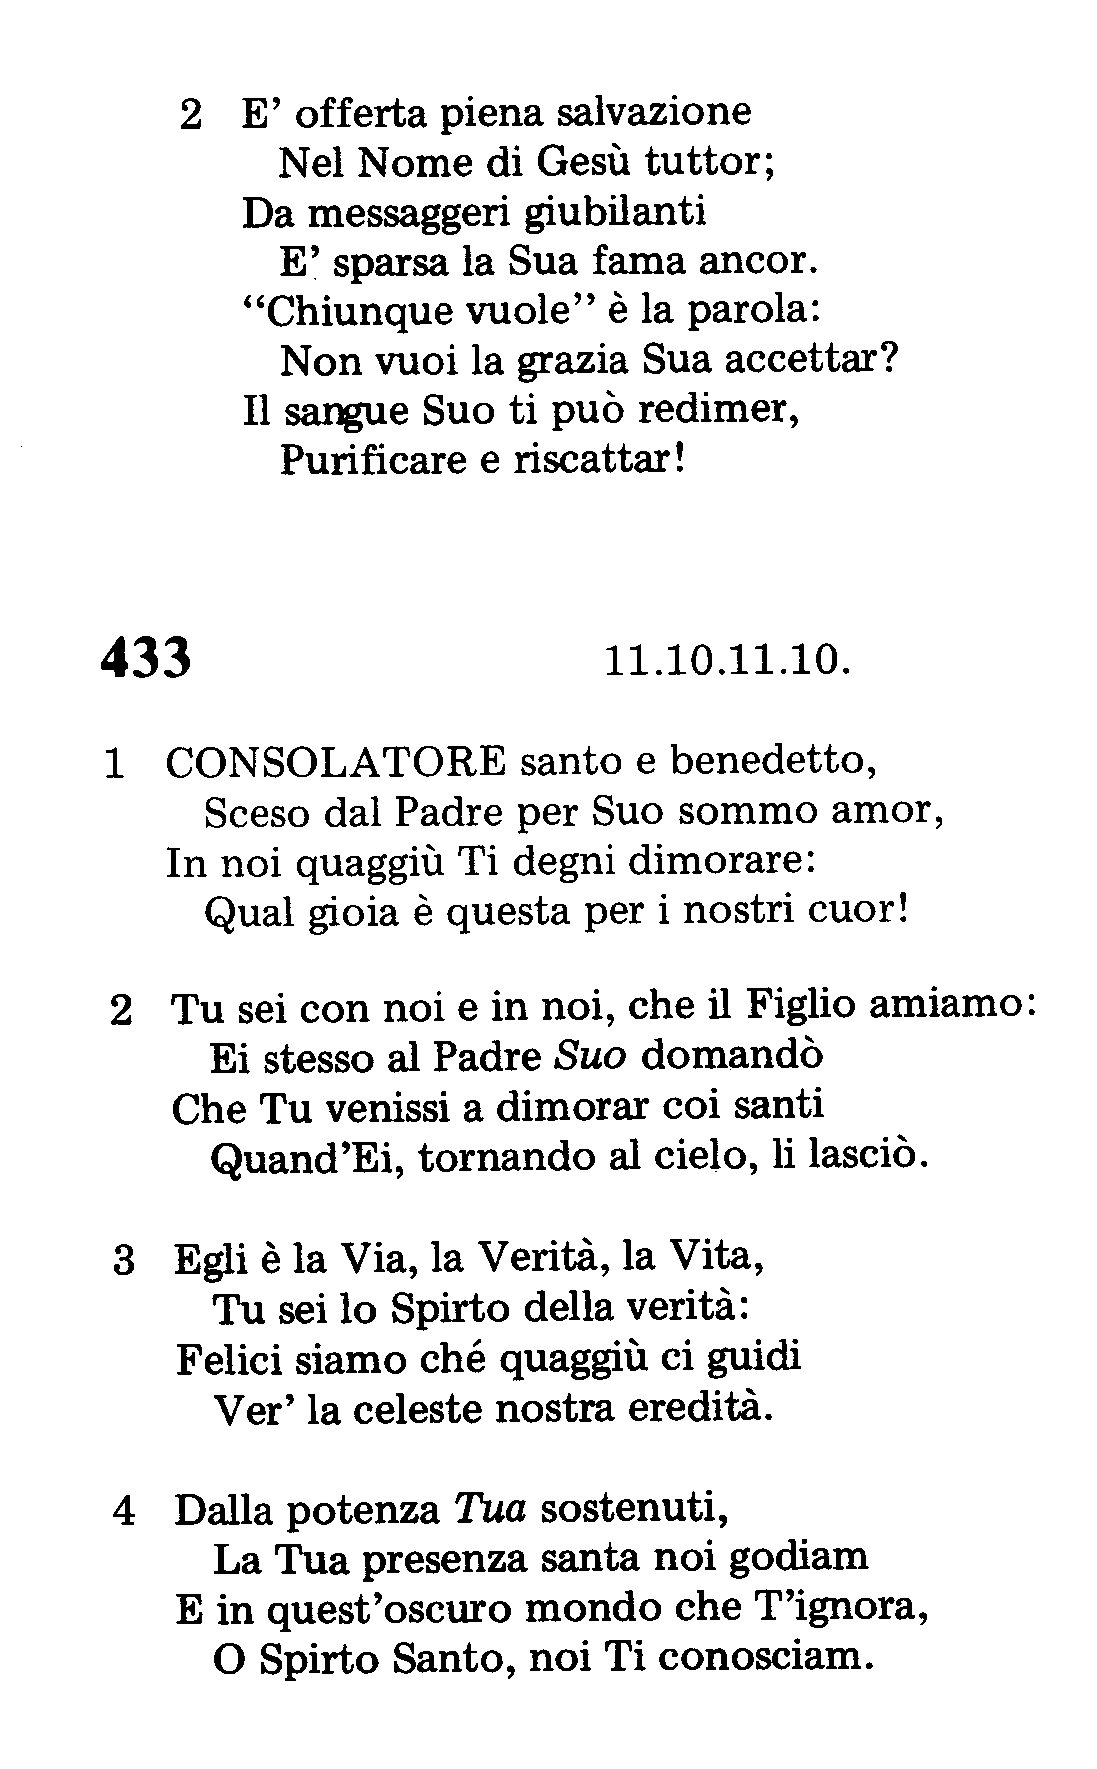 2 E' offerta piena salvazione
Nel Nome di Gesù tuttor;
Da messaggeri giubilanti
E' sparsa la Sua fama ancor.
“Chiunque vuole” è la parola:
Non vuoi la grazia Sua accettar?
Il sangue Suo ti può redimer,
Purificare e riscattar!
433 11.10.11.10.
1 CONSOLATORE santo e benedetto,
Sceso dal Padre per Suo sommo amor,
In noi quaggiù Ti degni dimorare:
Qual gioia è questa per i nostri cuor!
2 Tu sei con noi e in noi, che il Figlio amiamo:
Ei stesso al Padre Suo domandò
Che Tu venissi a dimorar coi santi
Quand'Ei, tornando al cielo, li lasciò.
3 Egli è la Via, la Verità, la Vita,
Tu sei lo Spirto della verità:
Felici siamo ché quaggiù ci guidi
Ver' la celeste nostra eredità.
4 Dalla potenza Tua sostenuti,
La Tua presenza santa noi godiam
E in quest'oscuro mondo che T'ignora,
O Spirto Santo, noi Ti conosciam.